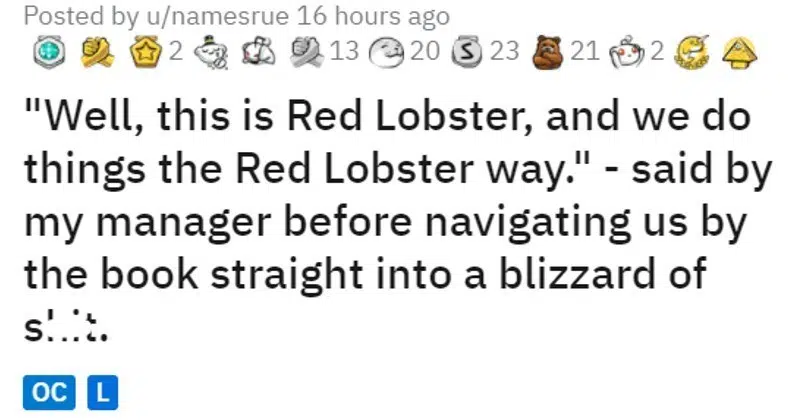 Posted by u/namesrue 16 hours ago
2 13 20 S 23 21 2
"Well, this is Red Lobster, and we do
things the Red Lobster way." - said by
my manager before navigating us by
the book straight into a blizzard of
OC L